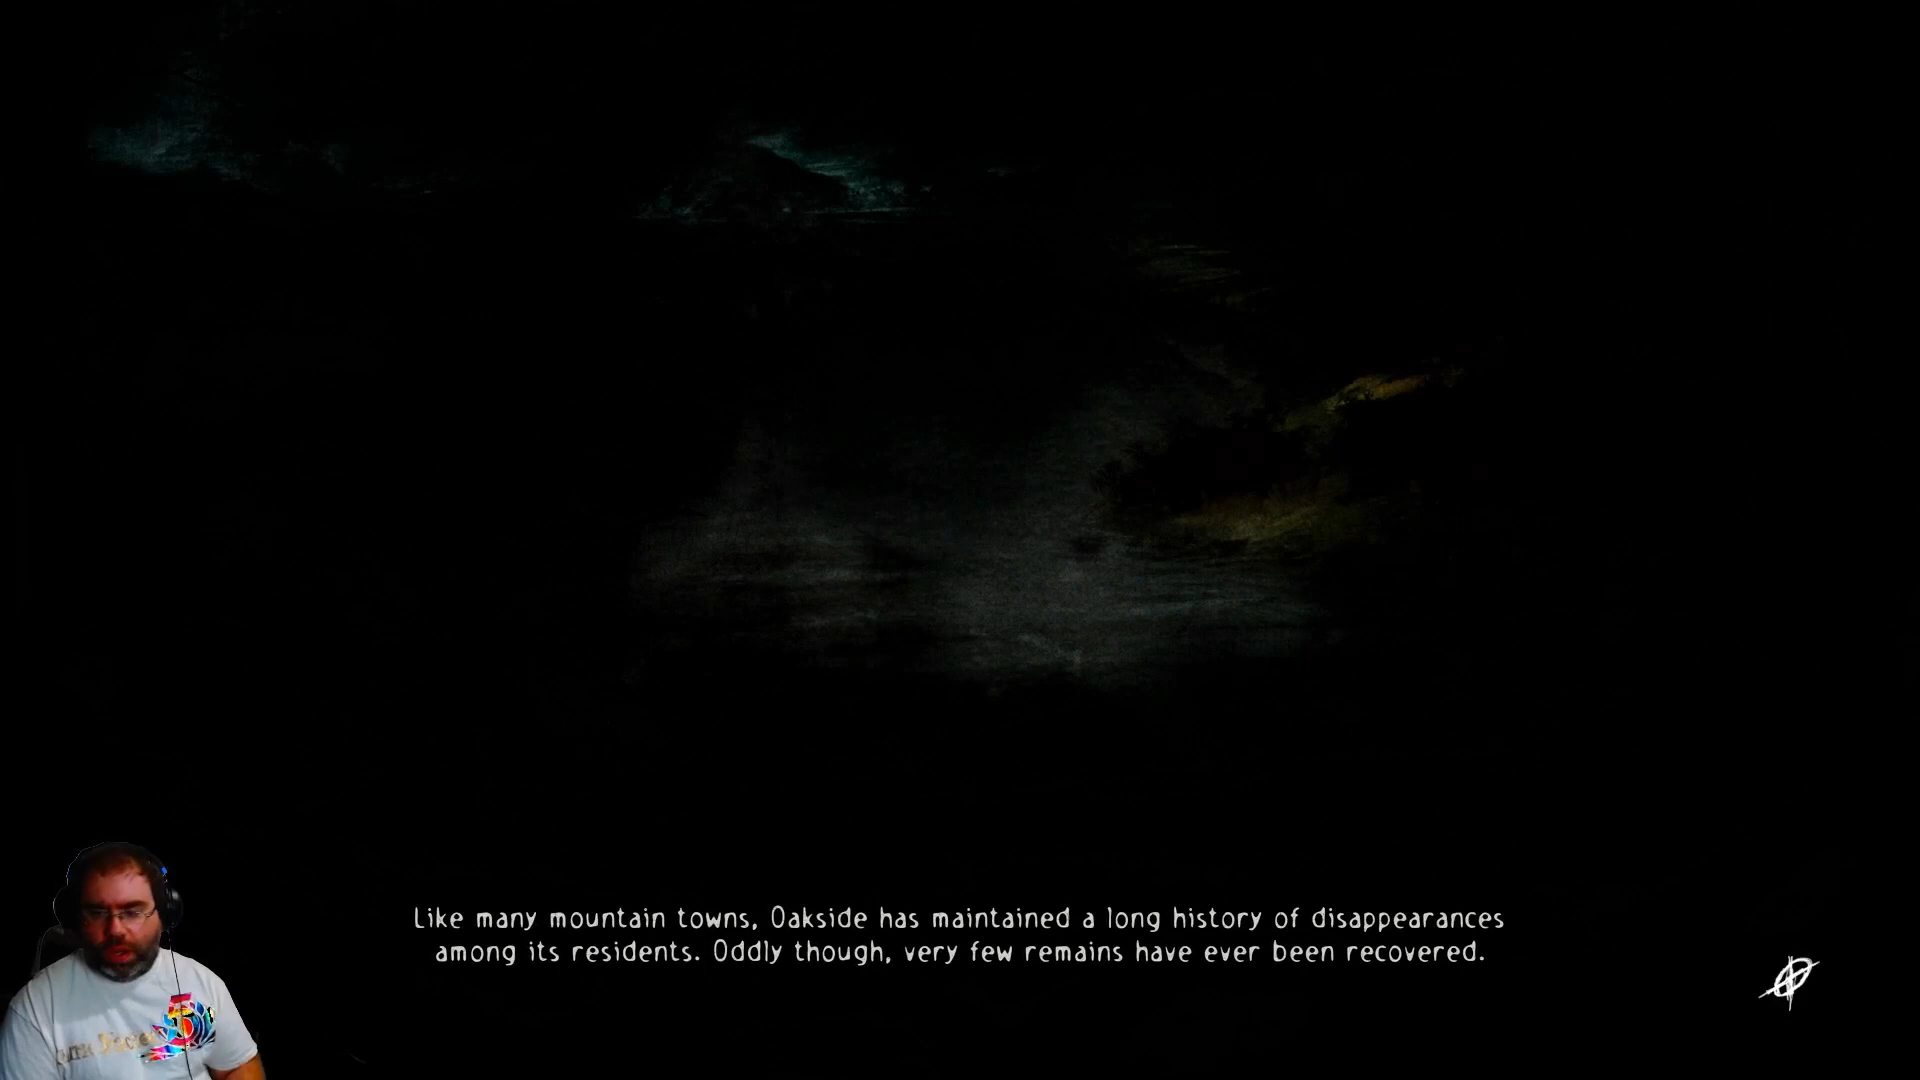 Like many mountain towns, Oakside has maintained a long history of disappearances
among its residents. Oddly though, very few remains have ever been recovered.